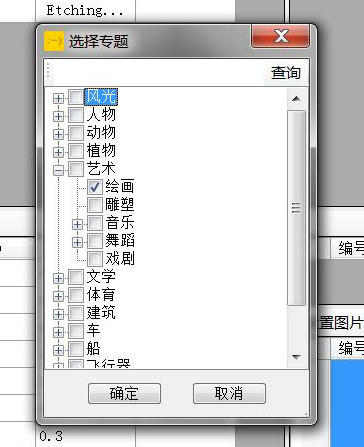 Etching...
选择专题
查询
风光
人物
动物
植物
艺术
绘画
雕塑
音乐
舞蹈
戏剧
文学
体育
建筑
车
船
飞行器
编号
置图片
编号
确定
取消
0.3